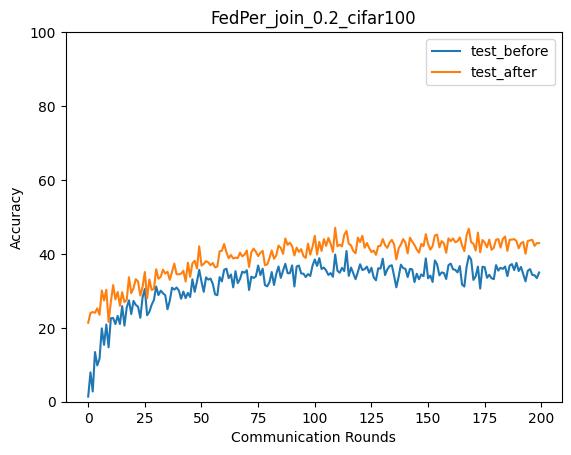 FedPer_join_0.2_cifar100
test_before
test_after
Accuracy
100
80
60
40
20
0
0 25 50 75 100 125 150 175 200
Communication Rounds